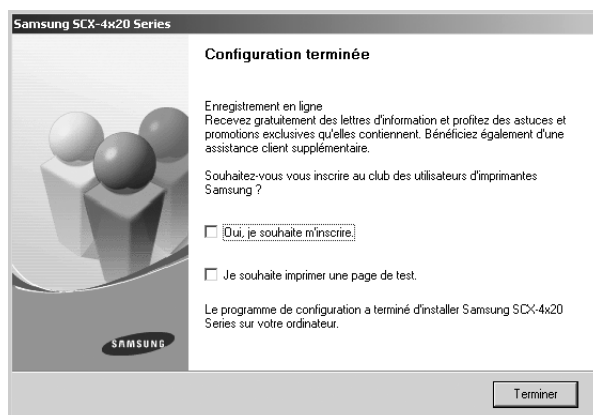 Samsung SCX-4x20 Series
Configuration terminée
Enregistrement en ligne
Recevez gratuitement des lettres d'information et profitez des astuces et
promotions exclusives qu'elles contiennent. Bénéficiez également d'une
assistance client supplémentaire.
Souhaitez-vous vous inscrire au club des utilisateurs d'imprimantes
Samsung ?
Oui, je souhaite m'inscrire.
Je souhaite imprimer une page de test.
Le programme de configuration a terminé d'installer Samsung SCX-4x20
Series sur votre ordinateur.
SAMSUNG
Terminer